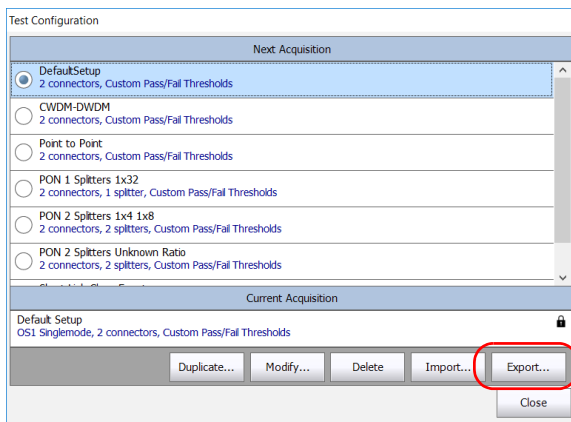 Test Configuration
Next Acquisition
DefaultSetup
2 connectors, Custom Pass/Fail Thresholds
CWDM-DWDM
2 connectors, Custom Pass/Fail Thresholds
Point to Point
2 connectors, Custom Pass/Fail Thresholds
PON 1 Splitters 1x32
2 connectors, 1 splitter, Custom Pass/Fail Thresholds
PON 2 Splitters 1x4 1x8
2 connectors, 2 splitters, Custom Pass/Fail Thresholds
PON 2 Splitters Unknown Ratio
2 connectors, 2 splitters, Custom Pass/Fail Thresholds
Current Acquisition
Default Setup
OS1 Singlemode, 2 connectors, Custom Pass/Fail Thresholds
Duplicate... Modify... Delete Import... Export...
Close